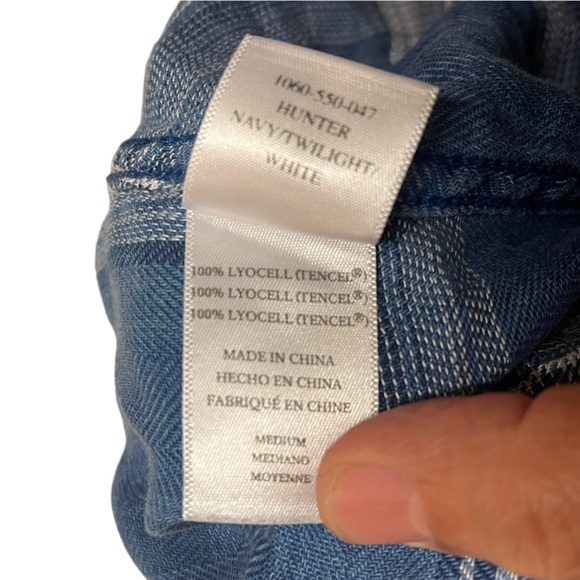 1060-550-047
HUNTER
NAVY/TWILIGHT/
WHITE
100% LYOCELL (TENCEL®)
100% LYOCELL (TENCEL®)
100% LYOCELL (TENCEL®)
MADE IN CHINA
HECHO EN CHINA
FABRIQUÉ EN CHINE
MEDIUM
MEDIANO
MOYENNE